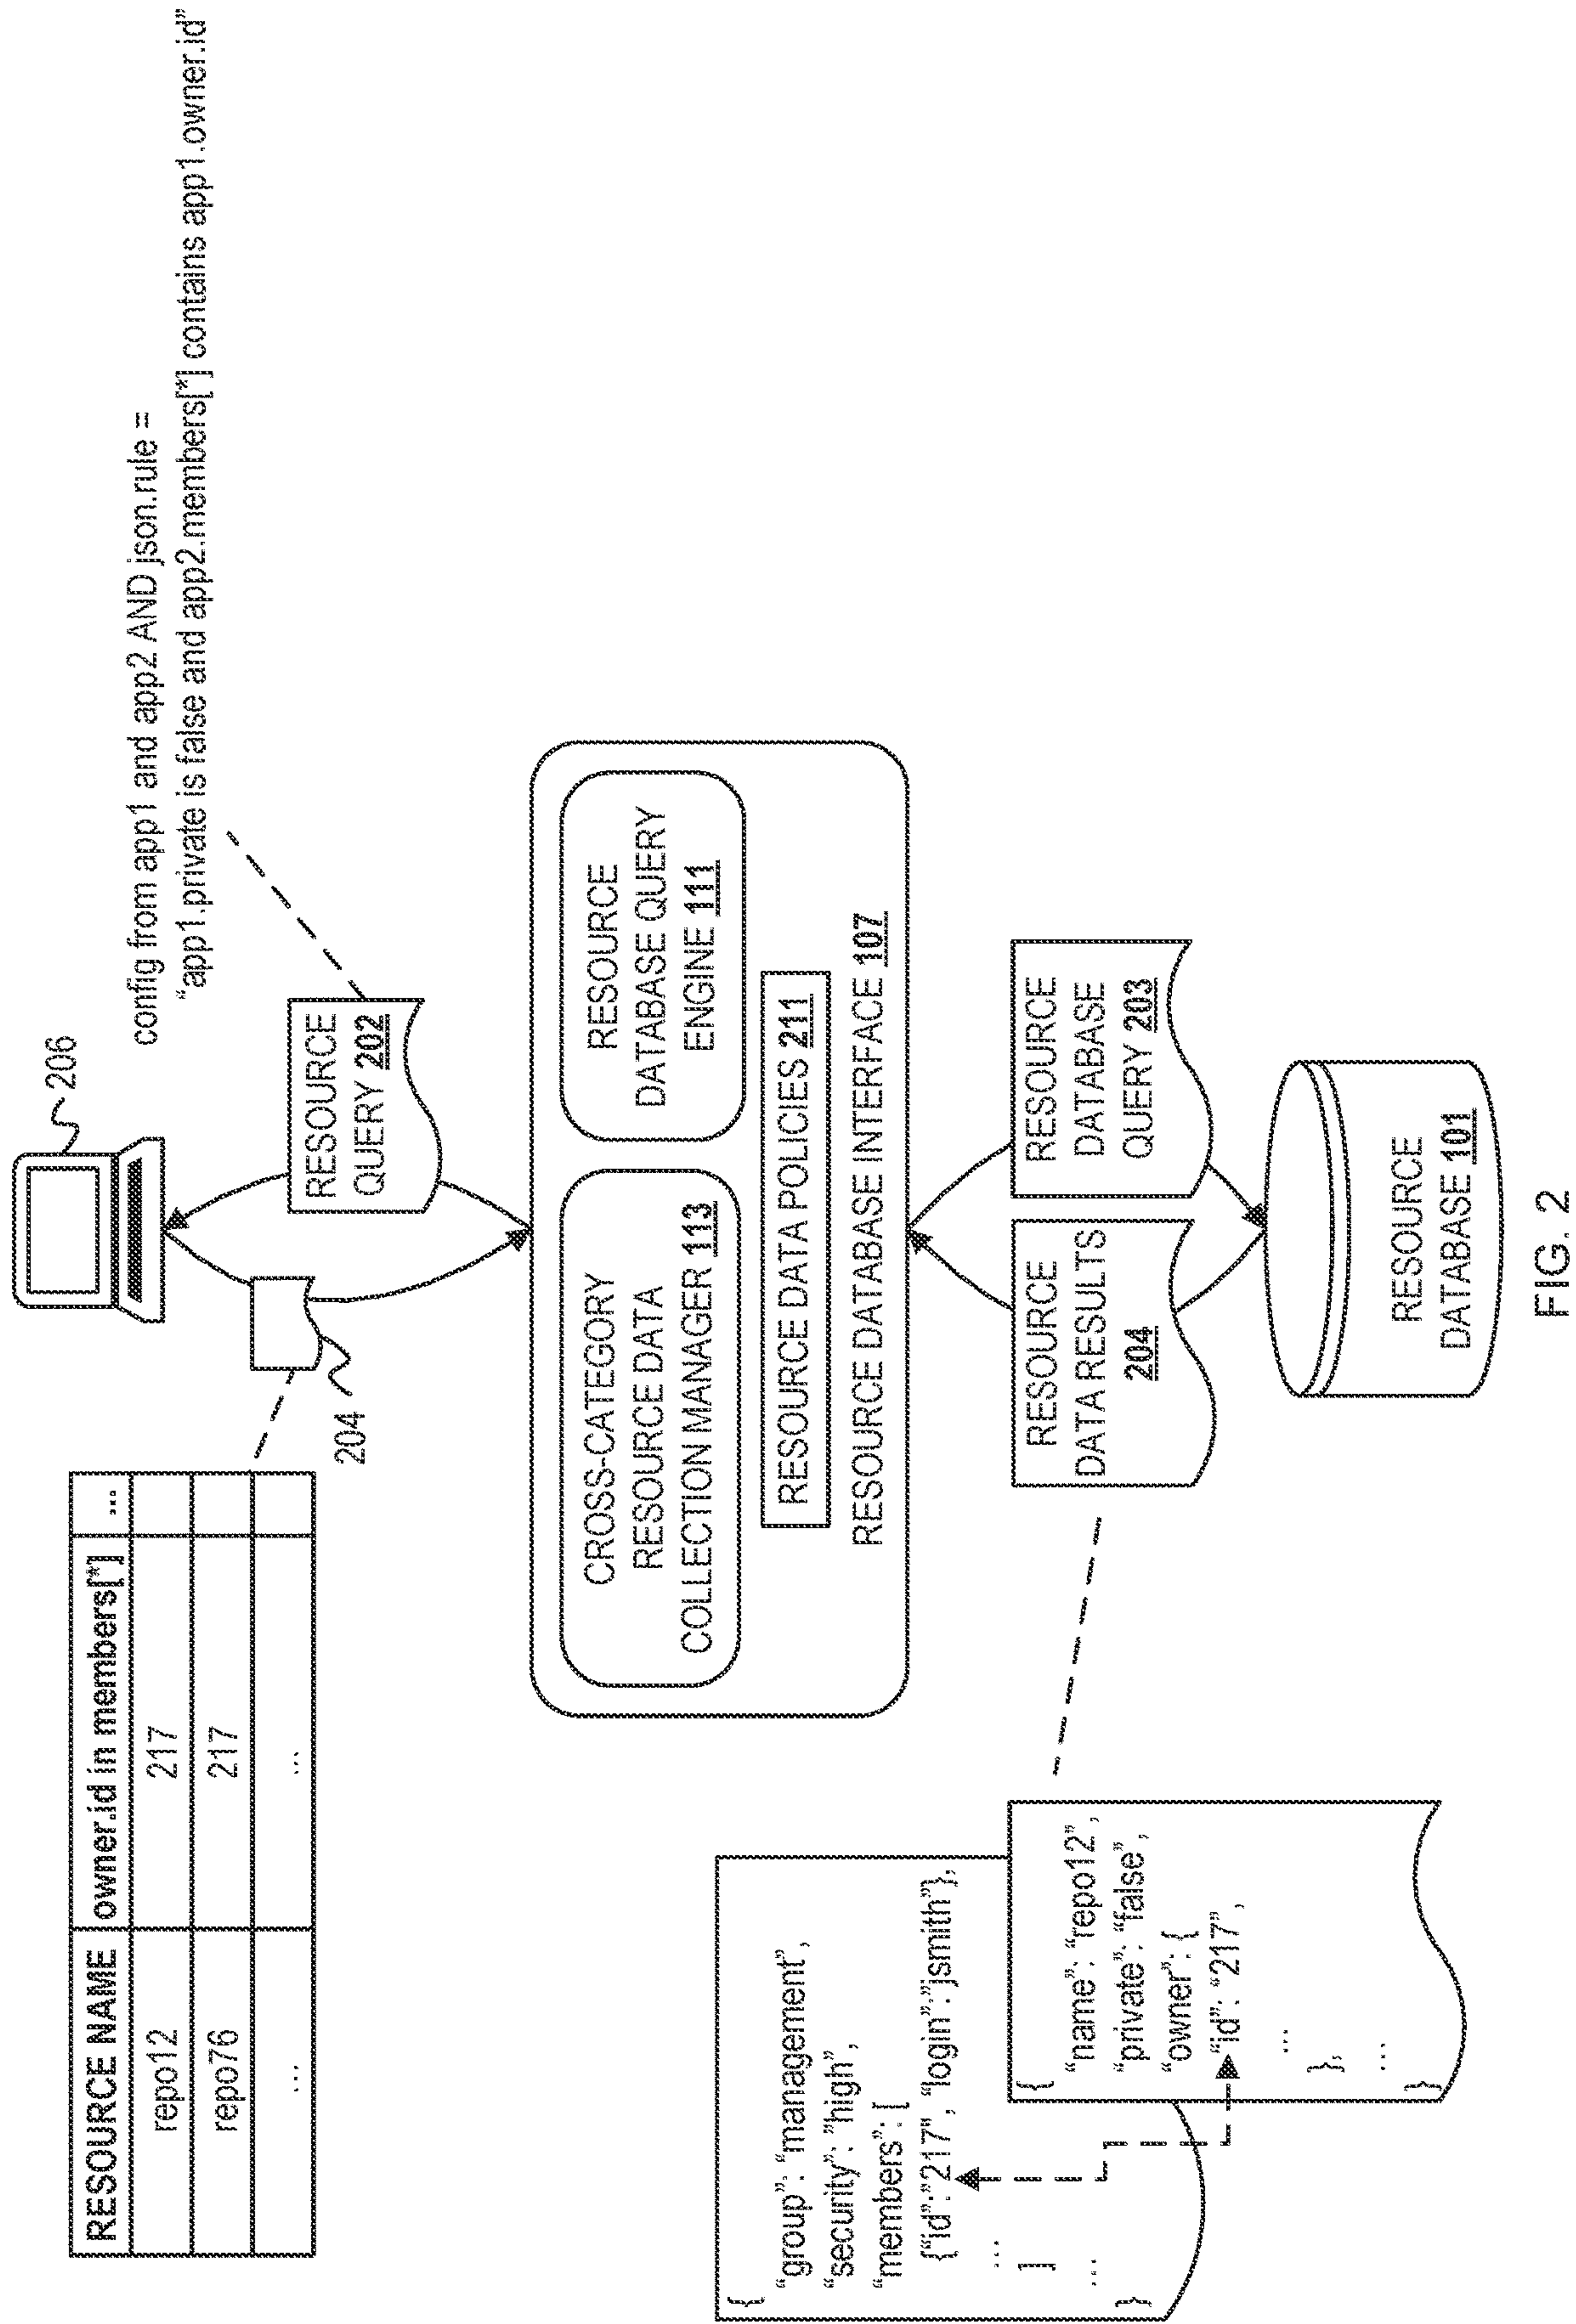 RESOURCE NAME owner.id in members[*] ...
repo12 217
repo76 217
... ...
204
206
config from app1 and app2 AND json.rule =
“app1.private is false and app2.members[*] contains app1.owner.id”
RESOURCE
QUERY 202
CROSS-CATEGORY
RESOURCE DATA
COLLECTION MANAGER 113
RESOURCE
DATABASE QUERY
ENGINE 111
RESOURCE DATA POLICIES 211
RESOURCE DATABASE INTERFACE 107
{
“group”: “management”,
“security”: “high”,
“members”: [
{“id”:”217”, “login”:”jsmith”},
...
]
...
}
{
“name”: “repo12”,
“private”: “false”,
“owner”: {
“id”: “217”,
...
},
...
}
RESOURCE
DATA RESULTS
204
RESOURCE
DATABASE
QUERY 203
RESOURCE
DATABASE 101
FIG. 2